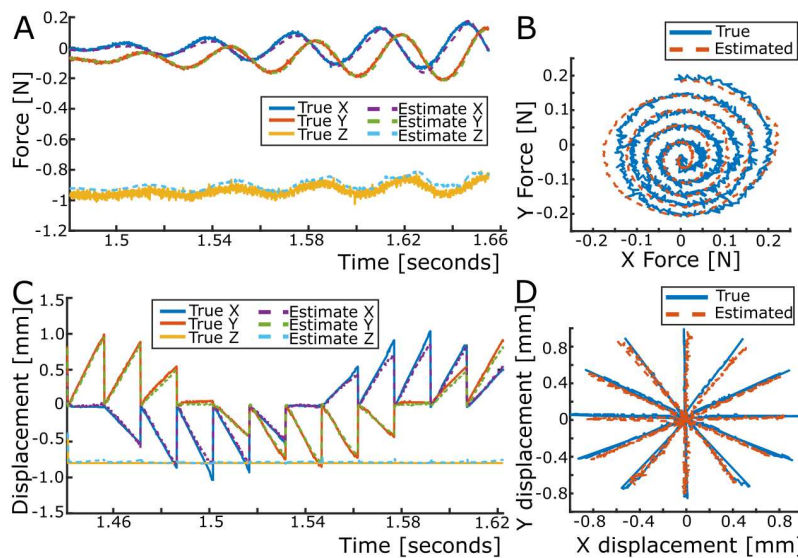 A
Force [N]
0.2
0
-0.2
-0.4
-0.6
-0.8
-1
-1.2
True X
True Y
True Z
Estimate X
Estimate Y
Estimate Z
1.5
1.54
1.58
1.62
1.66
Time [seconds]
B
True
Estimated
Y Force [N]
0.2
0.1
0
-0.1
-0.2
-0.2
-0.1
0
0.1
0.2
X Force [N]
C
Displacement [mm]
1.5
1.0
0.5
0
-0.5
-1.0
-1.5
True X
True Y
True Z
Estimate X
Estimate Y
Estimate Z
1.46
1.5
1.54
1.58
1.62
Time [seconds]
D
True
Estimated
Y displacement [mm]
0.8
0.4
0
-0.4
-0.8
-0.8
-0.4
0
0.4
0.8
X displacement [mm]